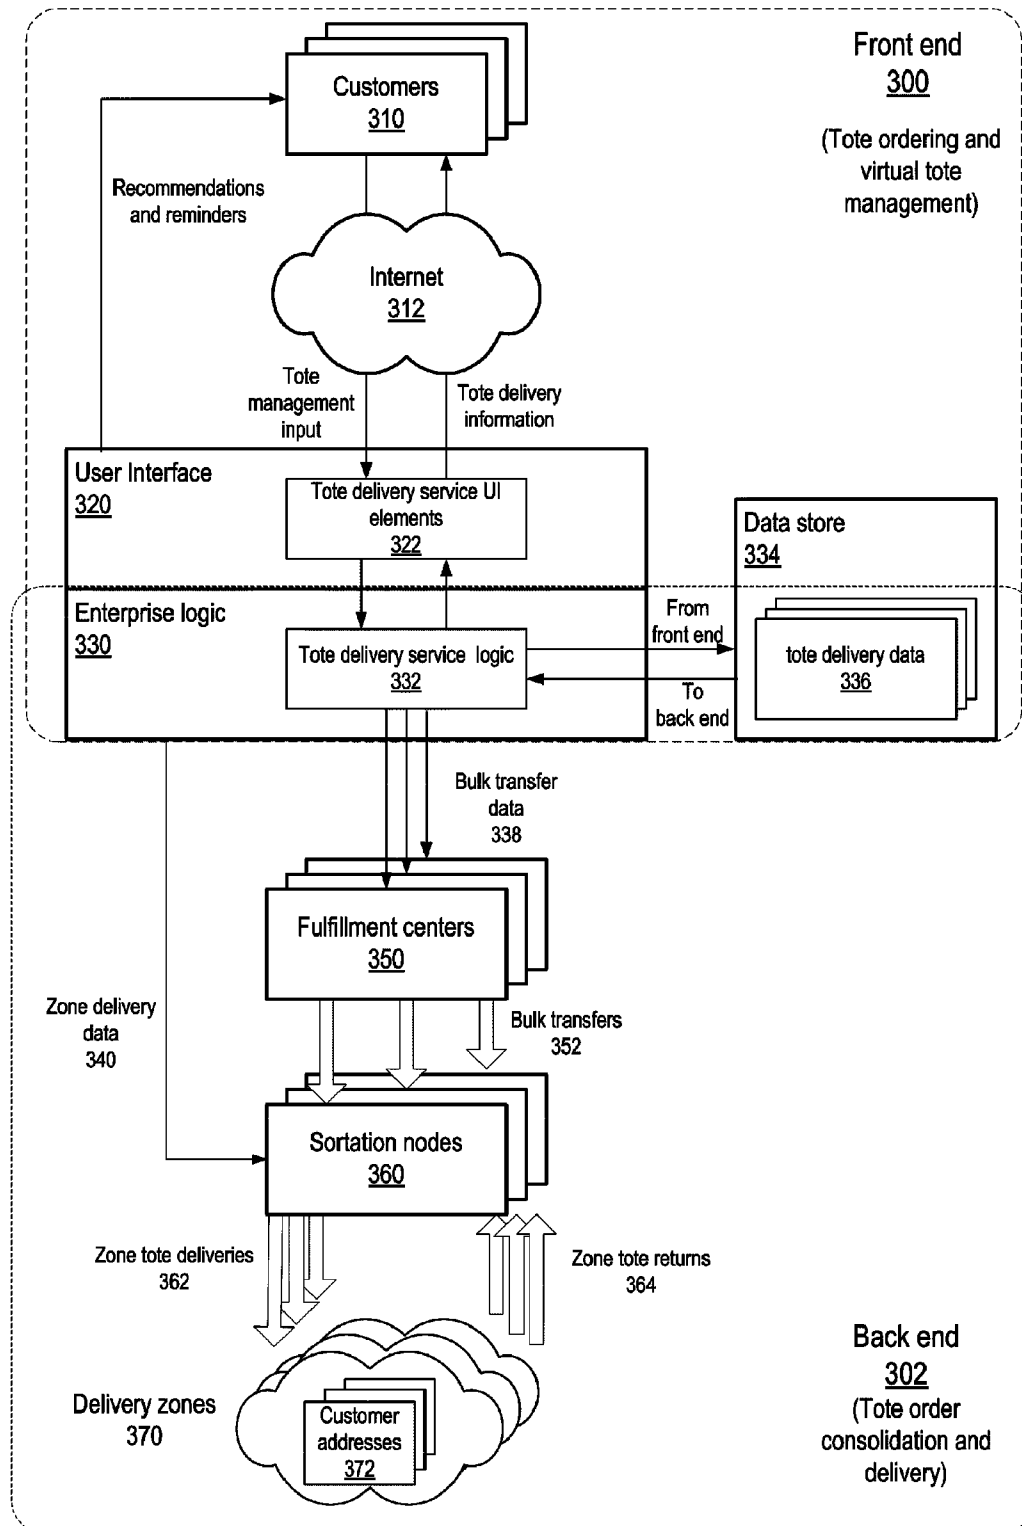 Front end
300
(Tote ordering and
virtual tote
management)
Customers
310
Recommendations
and reminders
Internet
312
Tote
management
input
Tote delivery
information
User Interface
320
Tote delivery service UI
elements
322
Data store
334
Enterprise logic
330
Tote delivery service logic
332
From
front end
To
back end
tote delivery data
336
Bulk transfer
data
338
Fulfillment centers
350
Zone delivery
data
340
Bulk transfers
352
Sortation nodes
360
Zone tote deliveries
362
Zone tote returns
364
Delivery zones
370
Customer
addresses
372
Back end
302
(Tote order
consolidation and
delivery)